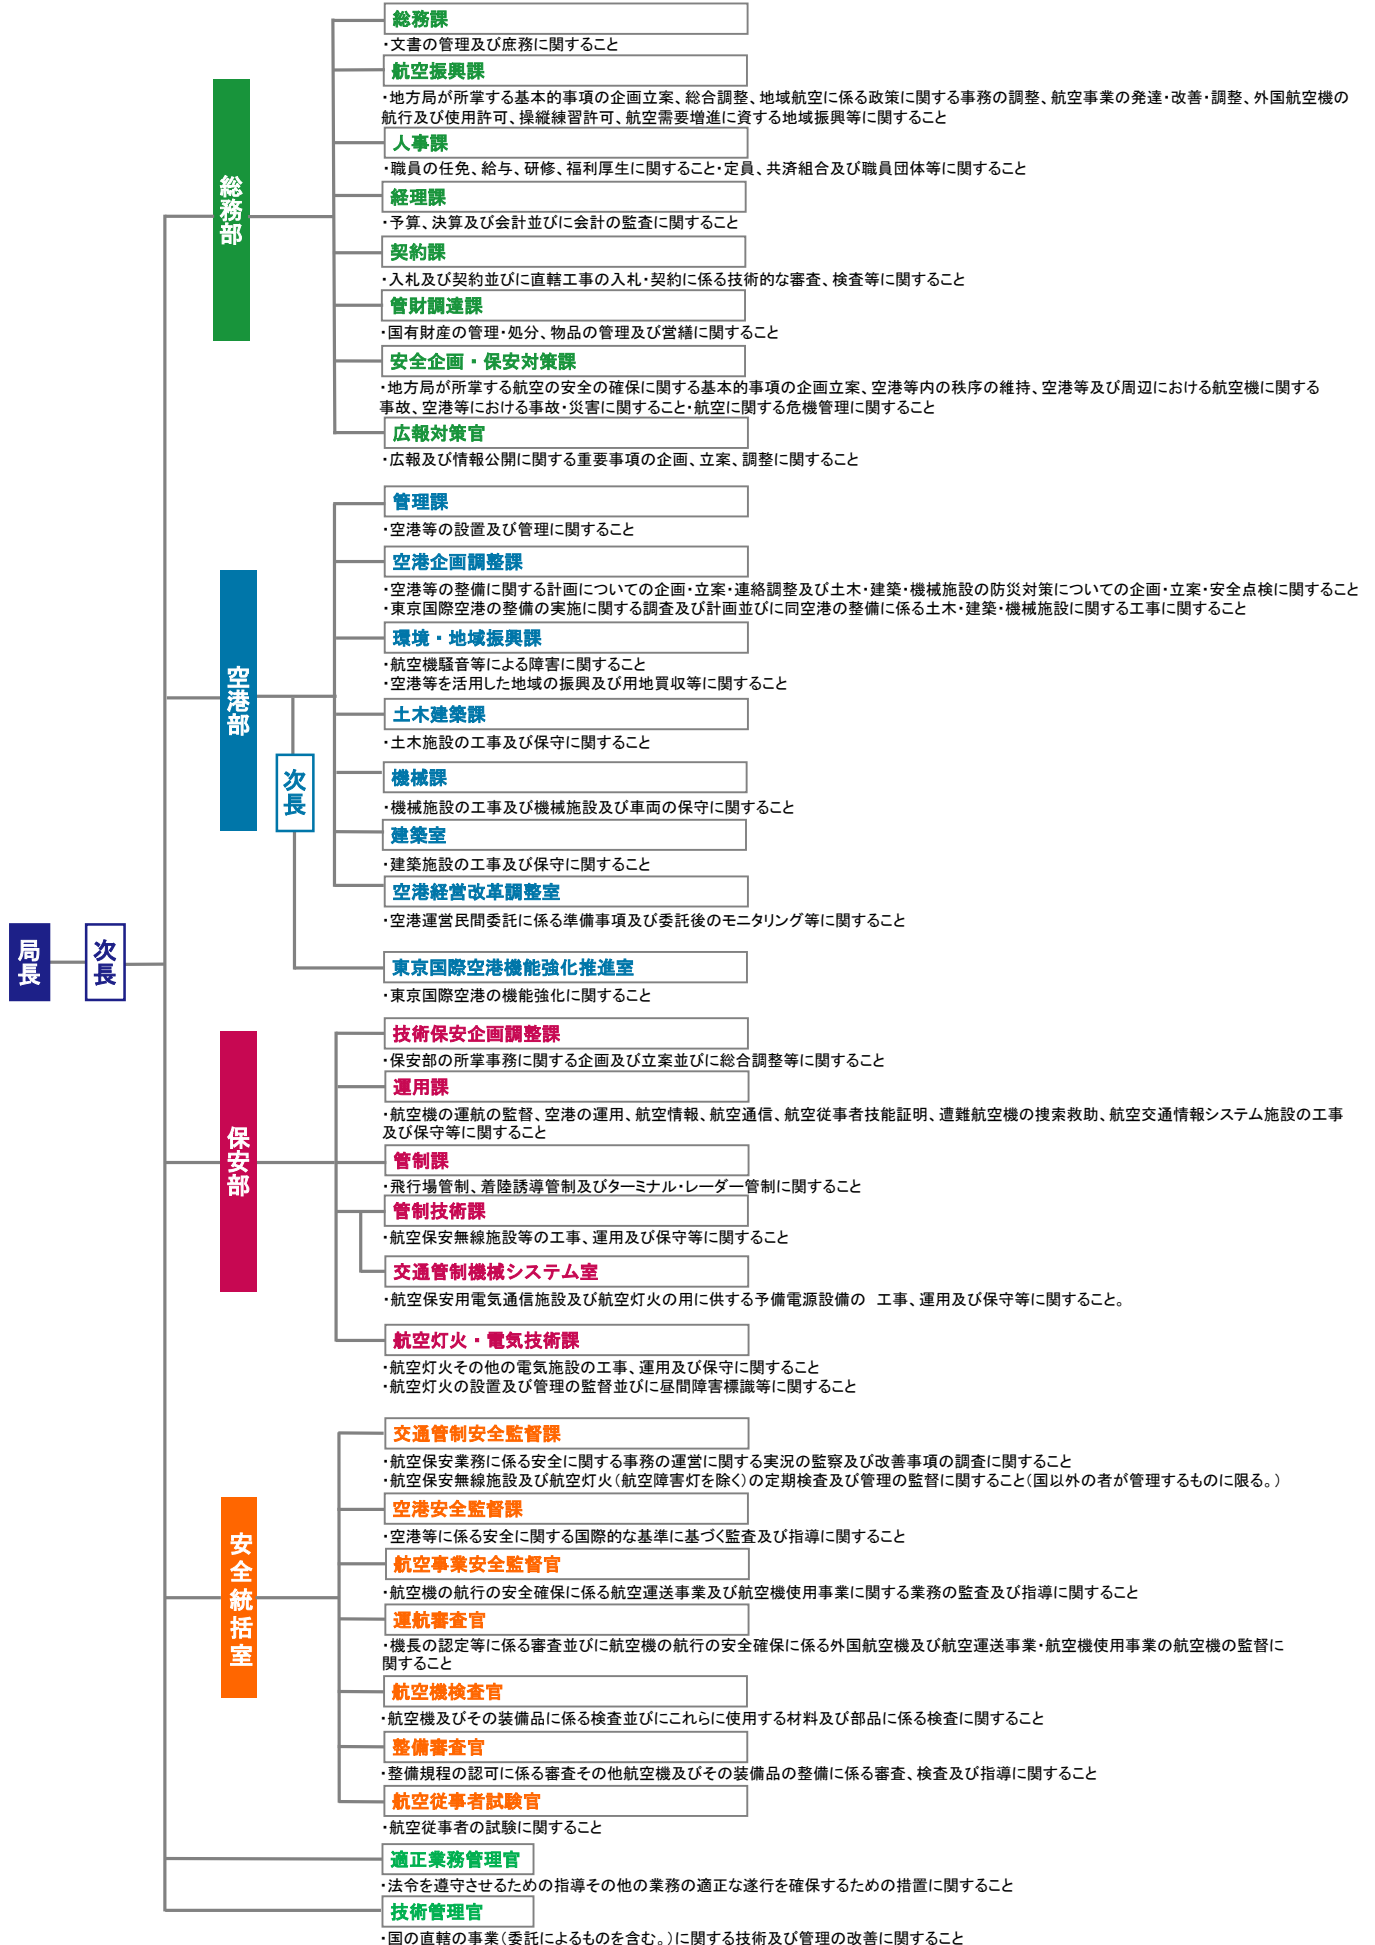 局長
次長
総務部
総務課
・文書の管理及び庶務に関すること
航空振興課
・地方局が所掌する基本的事項の企画立案、総合調整、地域航空に係る政策に関する事務の調整、航空事業の発達・改善・調整、外国航空機の
航行及び使用許可、操縦練習許可、航空需要増進に資する地域振興等に関すること
人事課
・職員の任免、給与、研修、福利厚生に関すること・定員、共済組合及び職員団体等に関すること
経理課
・予算、決算及び会計並びに会計の監査に関すること
契約課
・入札及び契約並びに直轄工事の入札・契約に係る技術的な審査、検査等に関すること
管財調達課
・国有財産の管理・処分、物品の管理及び営繕に関すること
安全企画・保安対策課
・地方局が所掌する航空の安全の確保に関する基本的事項の企画立案、空港等内の秩序の維持、空港等及び周辺における航空機に関する
事故、空港等における事故・災害に関すること・航空に関する危機管理に関すること
広報対策官
・広報及び情報公開に関する重要事項の企画、立案、調整に関すること
空港部
次長
管理課
・空港等の設置及び管理に関すること
空港企画調整課
・空港等の整備に関する計画についての企画・立案・連絡調整及び土木・建築・機械施設の防災対策についての企画・立案・安全点検に関すること
・東京国際空港の整備の実施に関する調査及び計画並びに同空港の整備に係る土木・建築・機械施設に関する工事に関すること
環境・地域振興課
・航空機騒音等による障害に関すること
・空港等を活用した地域の振興及び用地買収等に関すること
土木建築課
・土木施設の工事及び保守に関すること
機械課
・機械施設の工事及び機械施設及び車両の保守に関すること
建築室
・建築施設の工事及び保守に関すること
空港経営改革調整室
・空港運営民間委託に係る準備事項及び委託後のモニタリング等に関すること
東京国際空港機能強化推進室
・東京国際空港の機能強化に関すること
保安部
技術保安企画調整課
・保安部の所掌事務に関する企画及び立案並びに総合調整等に関すること
運用課
・航空機の運航の監督、空港の運用、航空情報、航空通信、航空従事者技能証明、遭難航空機の捜索救助、航空交通情報システム施設の工事
及び保守等に関すること
管制課
・飛行場管制、着陸誘導管制及びターミナル・レーダー管制に関すること
管制技術課
・航空保安無線施設等の工事、運用及び保守等に関すること
交通管制機械システム室
・航空保安用電気通信施設及び航空灯火の用に供する予備電源設備の　工事、運用及び保守等に関すること。
航空灯火・電気技術課
・航空灯火その他の電気施設の工事、運用及び保守に関すること
・航空灯火の設置及び管理の監督並びに昼間障害標識等に関すること
安全統括室
交通管制安全監督課
・航空保安業務に係る安全に関する事務の運営に関する実況の監察及び改善事項の調査に関すること
・航空保安無線施設及び航空灯火（航空障害灯を除く）の定期検査及び管理の監督に関すること（国以外の者が管理するものに限る。）
空港安全監督課
・空港等に係る安全に関する国際的な基準に基づく監査及び指導に関すること
航空事業安全監督官
・航空機の航行の安全確保に係る航空運送事業及び航空機使用事業に関する業務の監査及び指導に関すること
運航審査官
・機長の認定等に係る審査並びに航空機の航行の安全確保に係る外国航空機及び航空運送事業・航空機使用事業の航空機の監督に
関すること
航空機検査官
・航空機及びその装備品に係る検査並びにこれらに使用する材料及び部品に係る検査に関すること
整備審査官
・整備規程の認可に係る審査その他航空機及びその装備品の整備に係る審査、検査及び指導に関すること
航空従事者試験官
・航空従事者の試験に関すること
適正業務管理官
・法令を遵守させるための指導その他の業務の適正な遂行を確保するための措置に関すること
技術管理官
・国の直轄の事業（委託によるものを含む。）に関する技術及び管理の改善に関すること